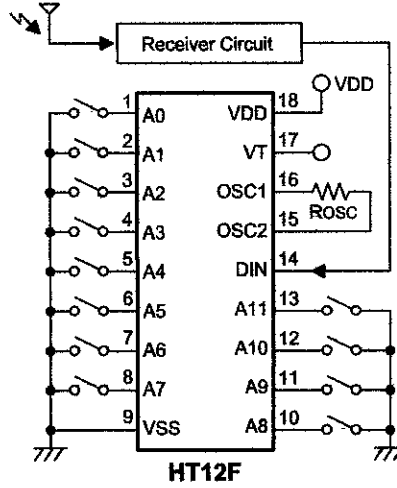 Receiver Circuit
1 A0
2 A1
3 A2
4 A3
5 A4
6 A5
7 A6
8 A7
9 VSS
VDD 18 VDD
VT 17
OSC1 16
ROSC
OSC2 15
DIN 14
A11 13
A10 12
A9 11
A8 10
HT12F